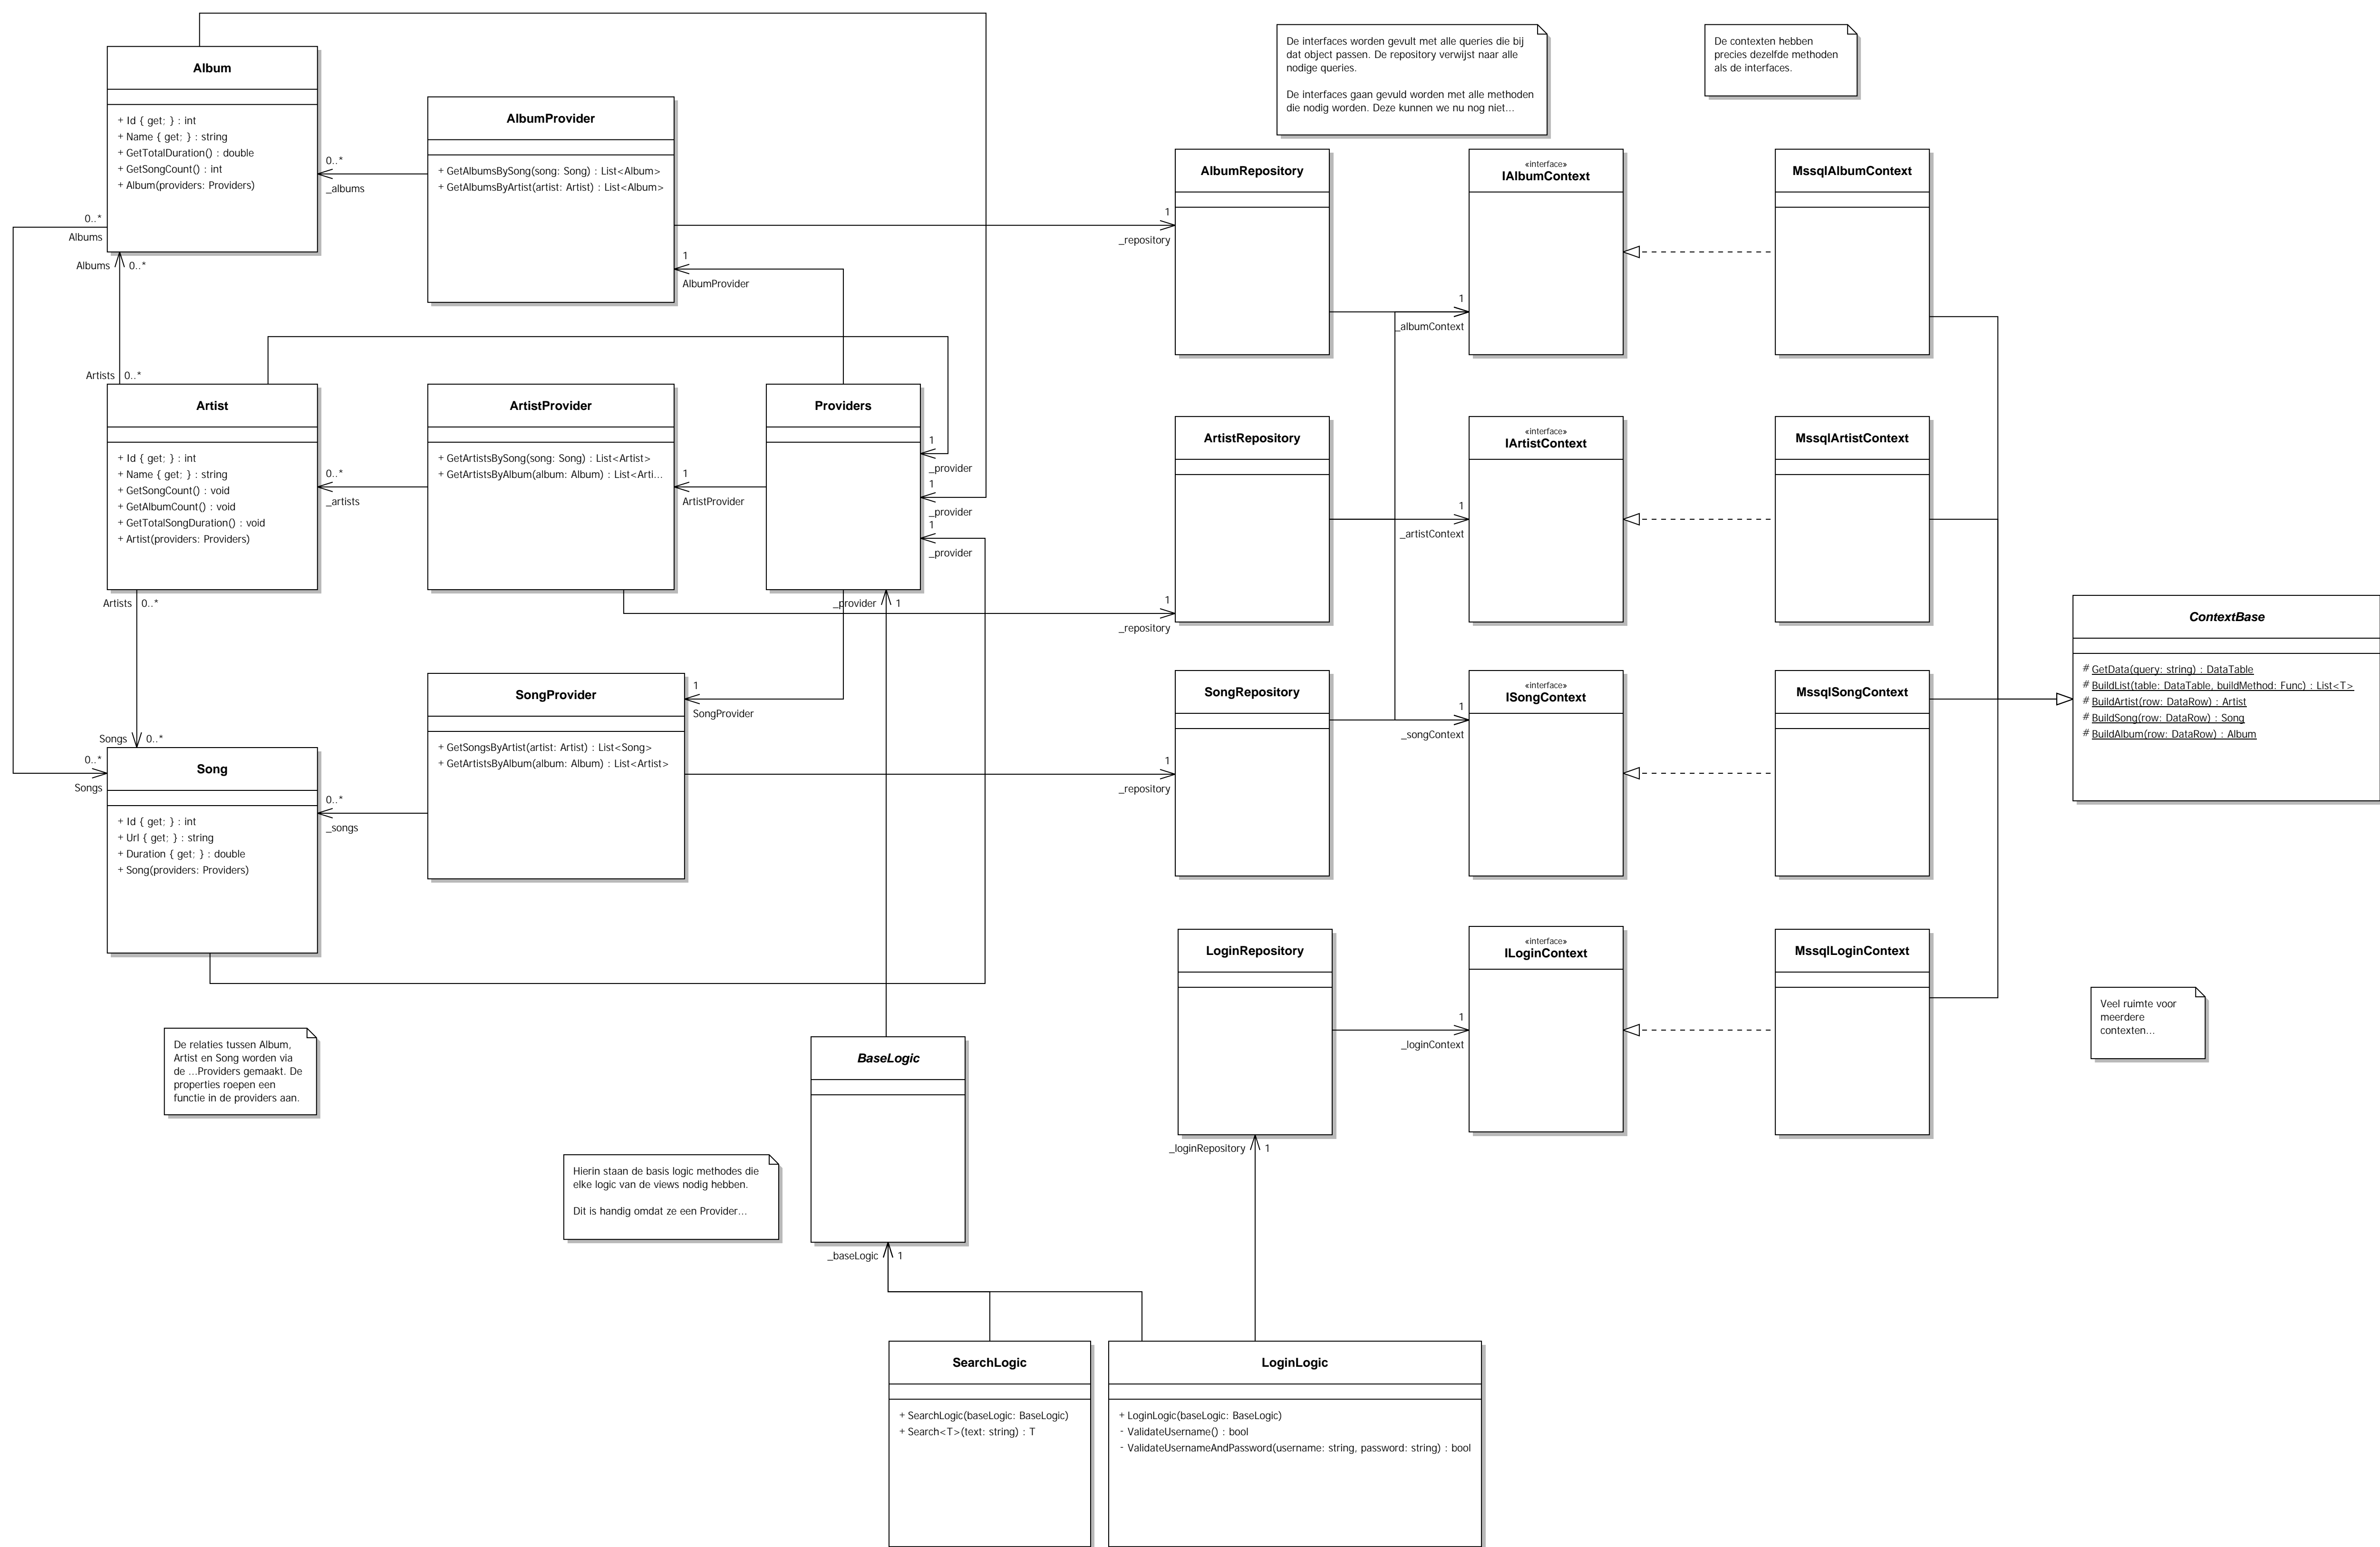 De interfaces worden gevult met alle queries die bij
dat object passen. De repository verwijst naar alle
nodige queries.
De interfaces gaan gevuld worden met alle methoden
die nodig worden. Deze kunnen we nu nog niet...
De contexten hebben
precies dezelfde methoden
als de interfaces.
Album
+ Id { get; } : int
+ Name { get; } : string
+ GetTotalDuration() : double
+ GetSongCount() : int
+ Album(providers: Providers)
0..*
Albums
Albums
0..*
AlbumProvider
+ GetAlbumsBySong(song: Song) : List<Album>
+ GetAlbumsByArtist(artist: Artist) : List<Album>
0..*
_albums
1
AlbumProvider
AlbumRepository
1
_repository
«interface»
IAlbumContext
1
_albumContext
MssqlAlbumContext
Artists
0..*
Artist
+ Id { get; } : int
+ Name { get; } : string
+ GetSongCount() : void
+ GetAlbumCount() : void
+ GetTotalSongDuration() : void
+ Artist(providers: Providers)
Artists
0..*
ArtistProvider
+ GetArtistsBySong(song: Song) : List<Artist>
+ GetArtistsByAlbum(album: Album) : List<Arti...
0..*
_artists
1
ArtistProvider
Providers
1
_provider
1
_provider
1
_provider
_provider
1
ArtistRepository
1
_repository
«interface»
IArtistContext
1
_artistContext
MssqlArtistContext
Songs
0..*
0..*
Songs
Song
+ Id { get; } : int
+ Url { get; } : string
+ Duration { get; } : double
+ Song(providers: Providers)
SongProvider
+ GetSongsByArtist(artist: Artist) : List<Song>
+ GetArtistsByAlbum(album: Album) : List<Artist>
0..*
_songs
1
SongProvider
SongRepository
1
_repository
«interface»
ISongContext
1
_songContext
MssqlSongContext
ContextBase
# GetData(query: string) : DataTable
# BuildList(table: DataTable, buildMethod: Func) : List<T>
# BuildArtist(row: DataRow) : Artist
# BuildSong(row: DataRow) : Song
# BuildAlbum(row: DataRow) : Album
LoginRepository
«interface»
ILoginContext
1
_loginContext
MssqlLoginContext
Veel ruimte voor
meerdere
contexten...
De relaties tussen Album,
Artist en Song worden via
de ...Providers gemaakt. De
properties roepen een
functie in de providers aan.
BaseLogic
_loginRepository
1
Hierin staan de basis logic methodes die
elke logic van de views nodig hebben.
Dit is handig omdat ze een Provider...
_baseLogic
1
SearchLogic
+ SearchLogic(baseLogic: BaseLogic)
+ Search<T>(text: string) : T
LoginLogic
+ LoginLogic(baseLogic: BaseLogic)
- ValidateUsername() : bool
- ValidateUsernameAndPassword(username: string, password: string) : bool